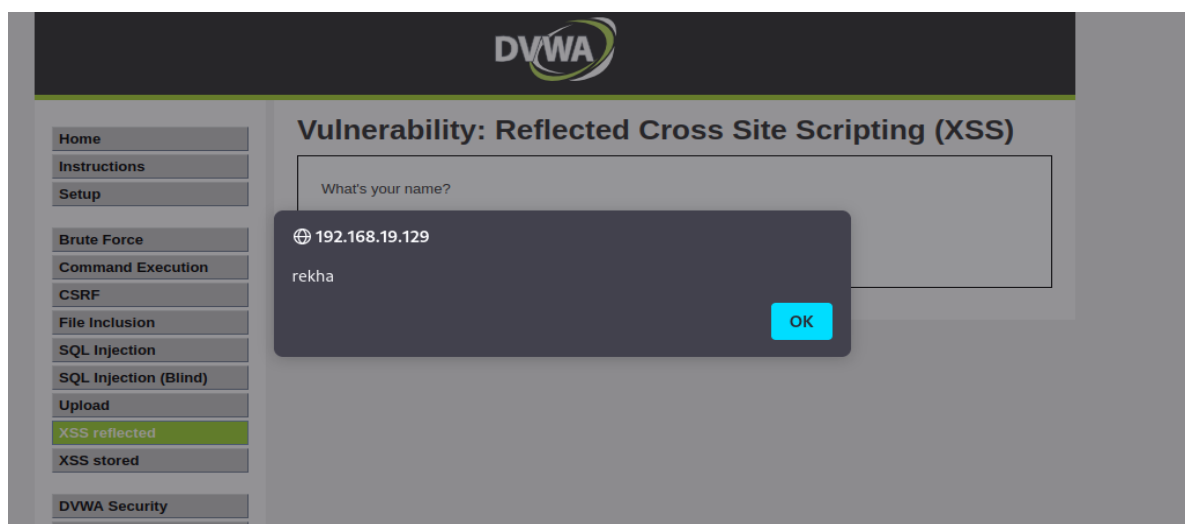 DVWA
Vulnerability: Reflected Cross Site Scripting (XSS)
Home
Instructions
Setup
Brute Force
Command Execution
CSRF
File Inclusion
SQL Injection
SQL Injection (Blind)
Upload
XSS reflected
XSS stored
DVWA Security
What's your name?
192.168.19.129
rekha
OK